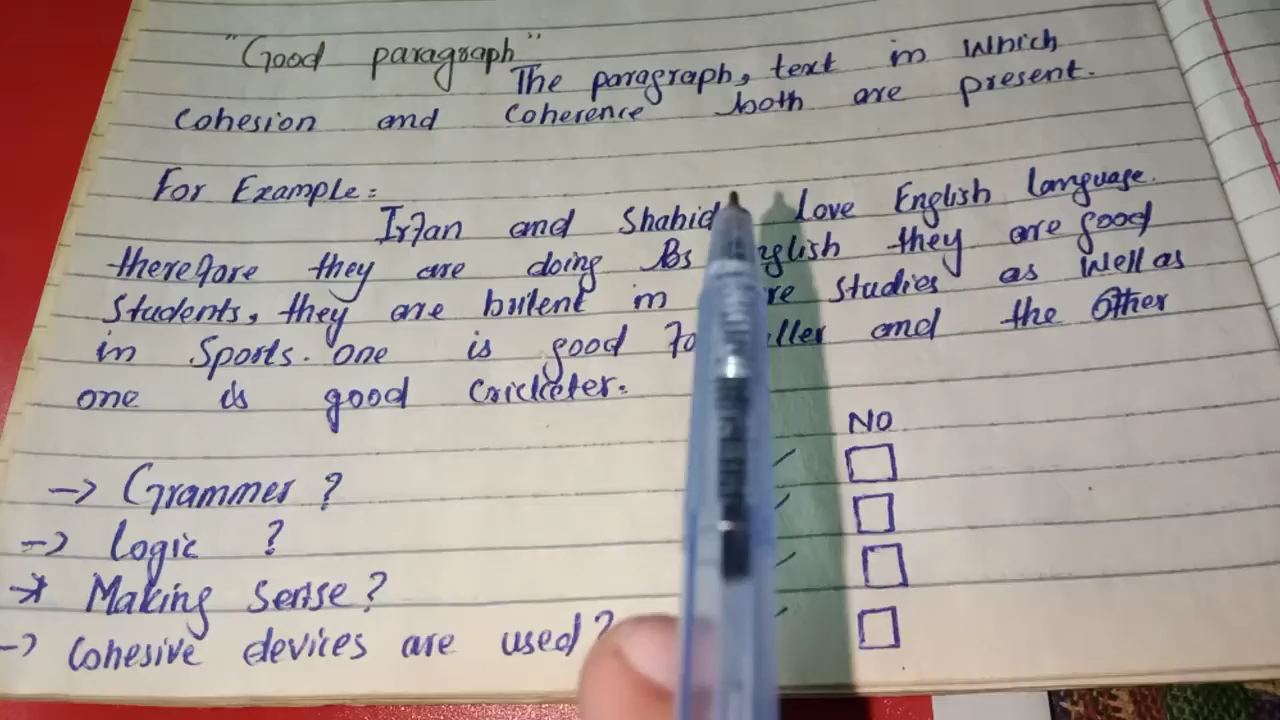 "Good paragraph"
The paragraph, text in which
cohesion and coherence both are present.
For Example:
Irfan and Shahid love English language.
therefore they are doing Bs English they are good
students, they are brilent in studies as well as
in Sports. one is good and the other
one is good cricketer.
NO
→ Grammer ?
→ Logic ?
→ Making sense?
→ Cohesive devices are used?